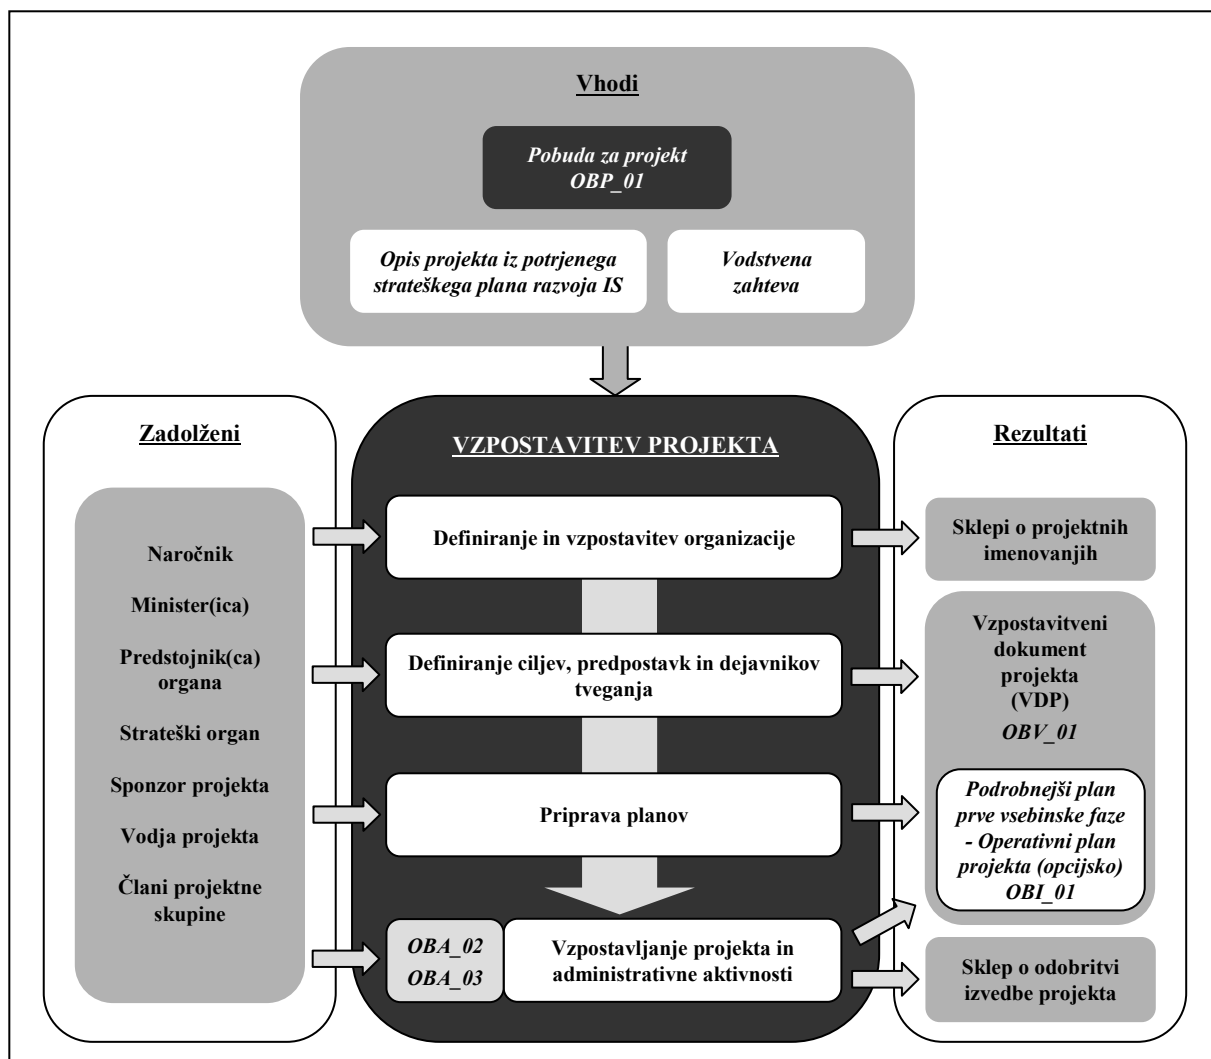 Vhodi
Pobuda za projekt
OBP_01
Opis projekta iz potrjenega
strateškega plana razvoja IS
Vodstvena
zahteva
Zadolženi
Naročnik
Minister(ica)
Predstojnik(ca)
organa
Strateški organ
Sponzor projekta
Vodja projekta
Člani projektne
skupine
VZPOSTAVITEV PROJEKTA
Definiranje in vzpostavitev organizacije
Definiranje ciljev, predpostavk in dejavnikov
tveganja
Priprava planov
OBA_02
OBA_03
Vzpostavljanje projekta in
administrativne aktivnosti
Rezultati
Sklepi o projektnih
imenovanjih
Vzpostavitveni
dokument
projekta
(VDP)
OBV_01
Podrobnejši plan
prve vsebinske faze
- Operativni plan
projekta (opcijsko)
OBI_01
Sklep o odobritvi
izvedbe projekta